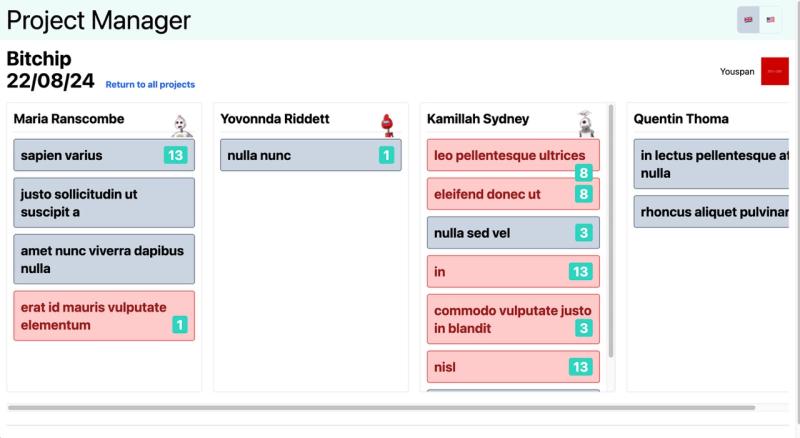 Project Manager
Bitchip
22/08/24 Return to all projects
Youspan
Maria Ranscombe
sapien varius 13
justo sollicitudin ut
suscipit a
amet nunc viverra dapibus
nulla
erat id mauris vulputate
elementum 1
Yovonnda Riddett
nulla nunc 1
Kamillah Sydney
leo pellentesque ultrices
8
eleifend donec ut 8
nulla sed vel 3
in 13
commodo vulputate justo
in blandit 3
nisl 13
Quentin Thoma
in lectus pellentesque at
nulla
rhoncus aliquet pulvinar